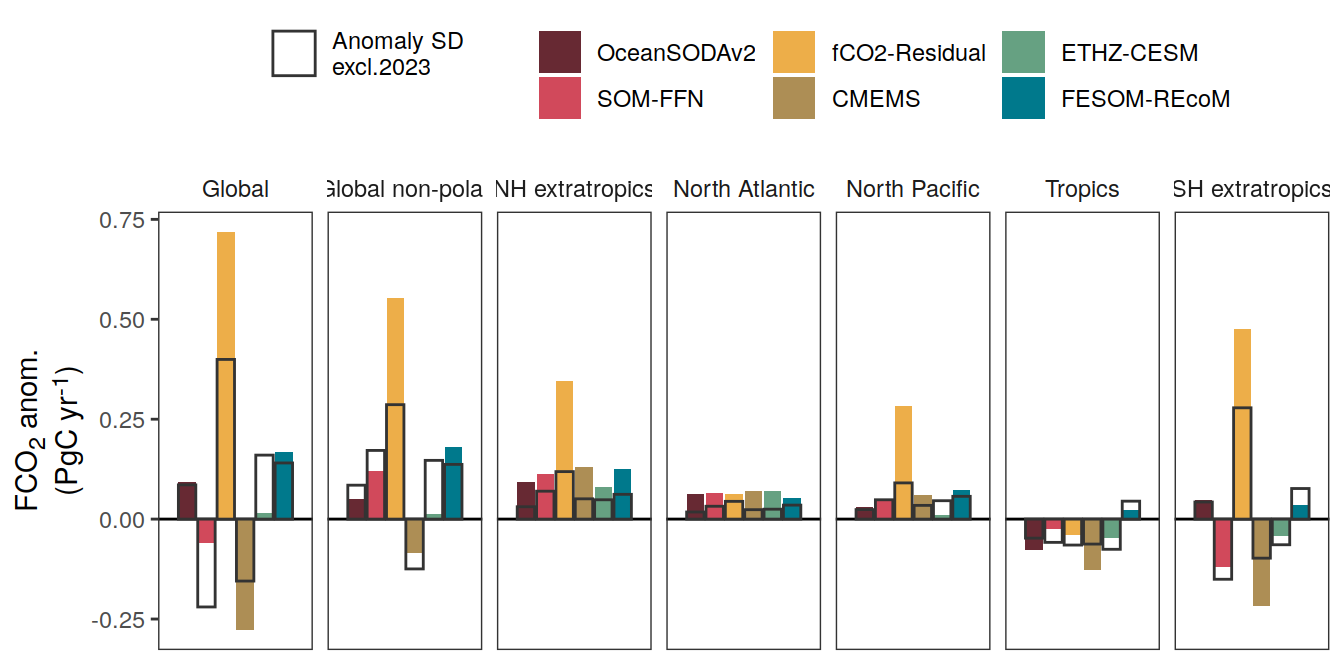 Anomaly SD
excl.2023
OceanSODAv2
SOM-FFN
fCO2-Residual
CMEMS
ETHZ-CESM
FESOM-REcoM
Global
Global non-pola
NH extratropics
North Atlantic
North Pacific
Tropics
SH extratropics
0.75
0.50
0.25
0.00
-0.25
FCO₂ anom.
(PgC yr⁻¹)